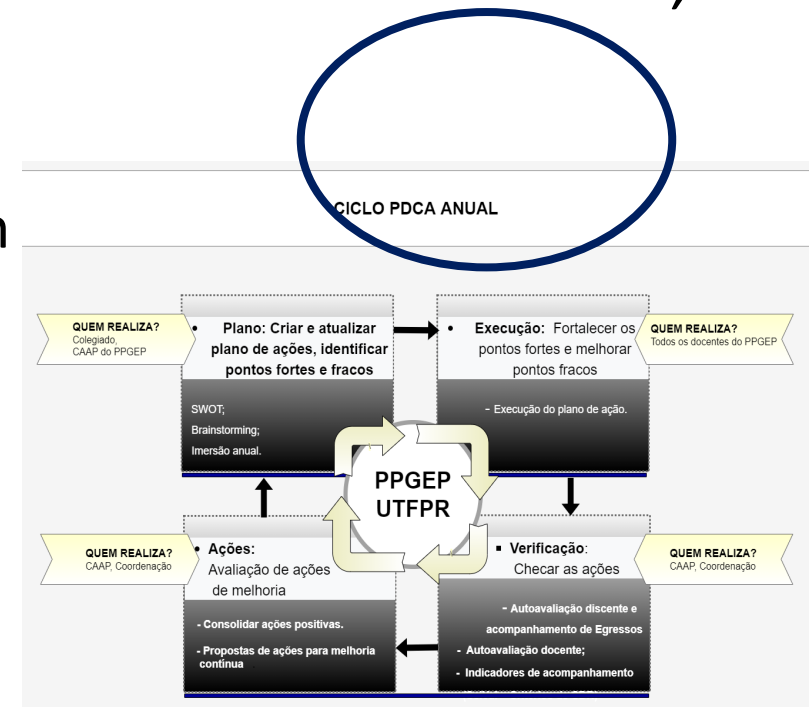 CICLO PDCA ANUAL
QUEM REALIZA?
Colegiado,
CAAP do PPGEP
• Plano: Criar e atualizar
plano de ações, identificar
pontos fortes e fracos
SWOT;
Brainstorming;
Imersão anual.
• Execução: Fortalecer os
pontos fortes e melhorar
pontos fracos
- Execução do plano de ação.
QUEM REALIZA?
Todos os docentes do PPGEP
PPGEP
UTFPR
QUEM REALIZA?
CAAP, Coordenação
• Ações:
Avaliação de ações
de melhoria
- Consolidar ações positivas.
- Propostas de ações para melhoria
contínua
▪ Verificação:
Checar as ações
- Autoavaliação discente e
acompanhamento de Egressos
- Autoavaliação docente;
- Indicadores de acompanhamento
QUEM REALIZA?
CAAP, Coordenação